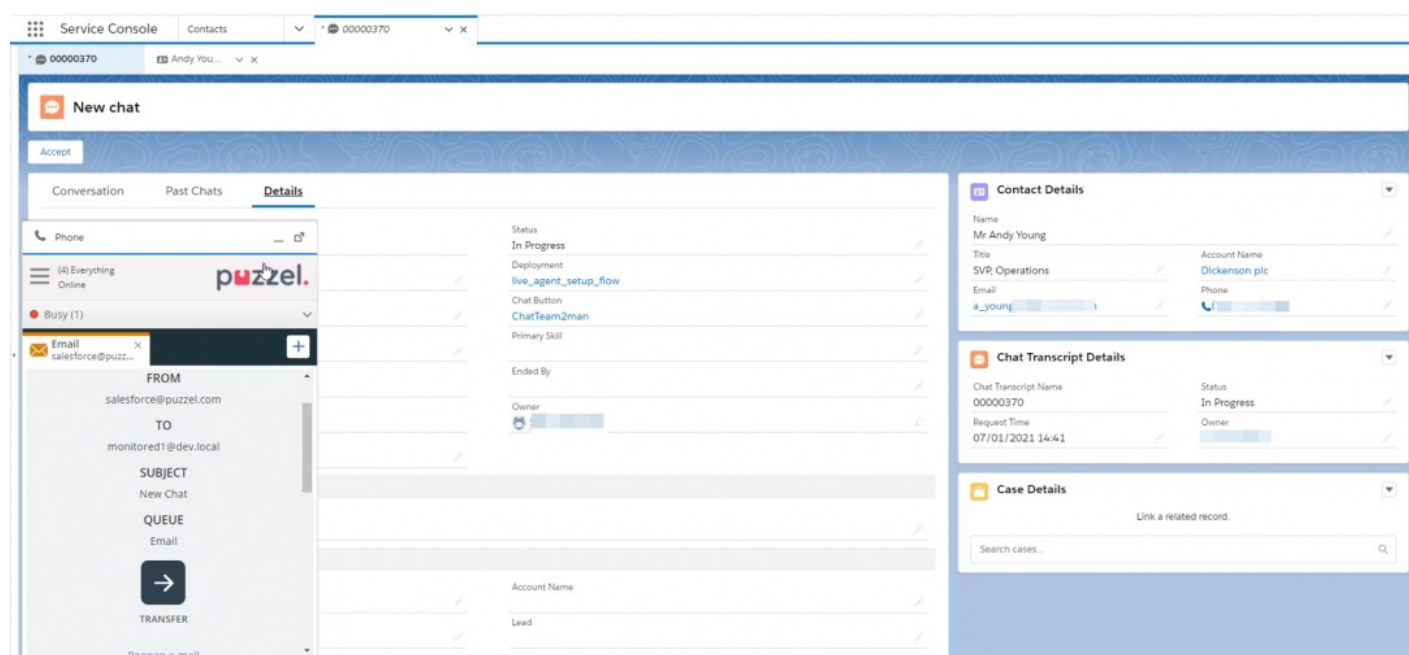 Service Console
Contacts
* 00000370
* 00000370
Andy You...
New chat
Accept
Conversation
Past Chats
Details
Phone
(4) Everything
Online
puzzel.
Busy (1)
Email
salesforce@puzz...
FROM
salesforce@puzzel.com
TO
monitored1@dev.local
SUBJECT
New Chat
QUEUE
Email
TRANSFER
Status
In Progress
Deployment
live_agent_setup_flow
Chat Button
ChatTeam2man
Primary Skill
Ended By
Owner
Account Name
Lead
Contact Details
Name
Mr Andy Young
Title
SVP, Operations
Account Name
Dickenson plc
Email
a_young
Phone
Chat Transcript Details
Chat Transcript Name
00000370
Status
In Progress
Request Time
07/01/2021 14:41
Owner
Case Details
Link a related record.
Search cases...